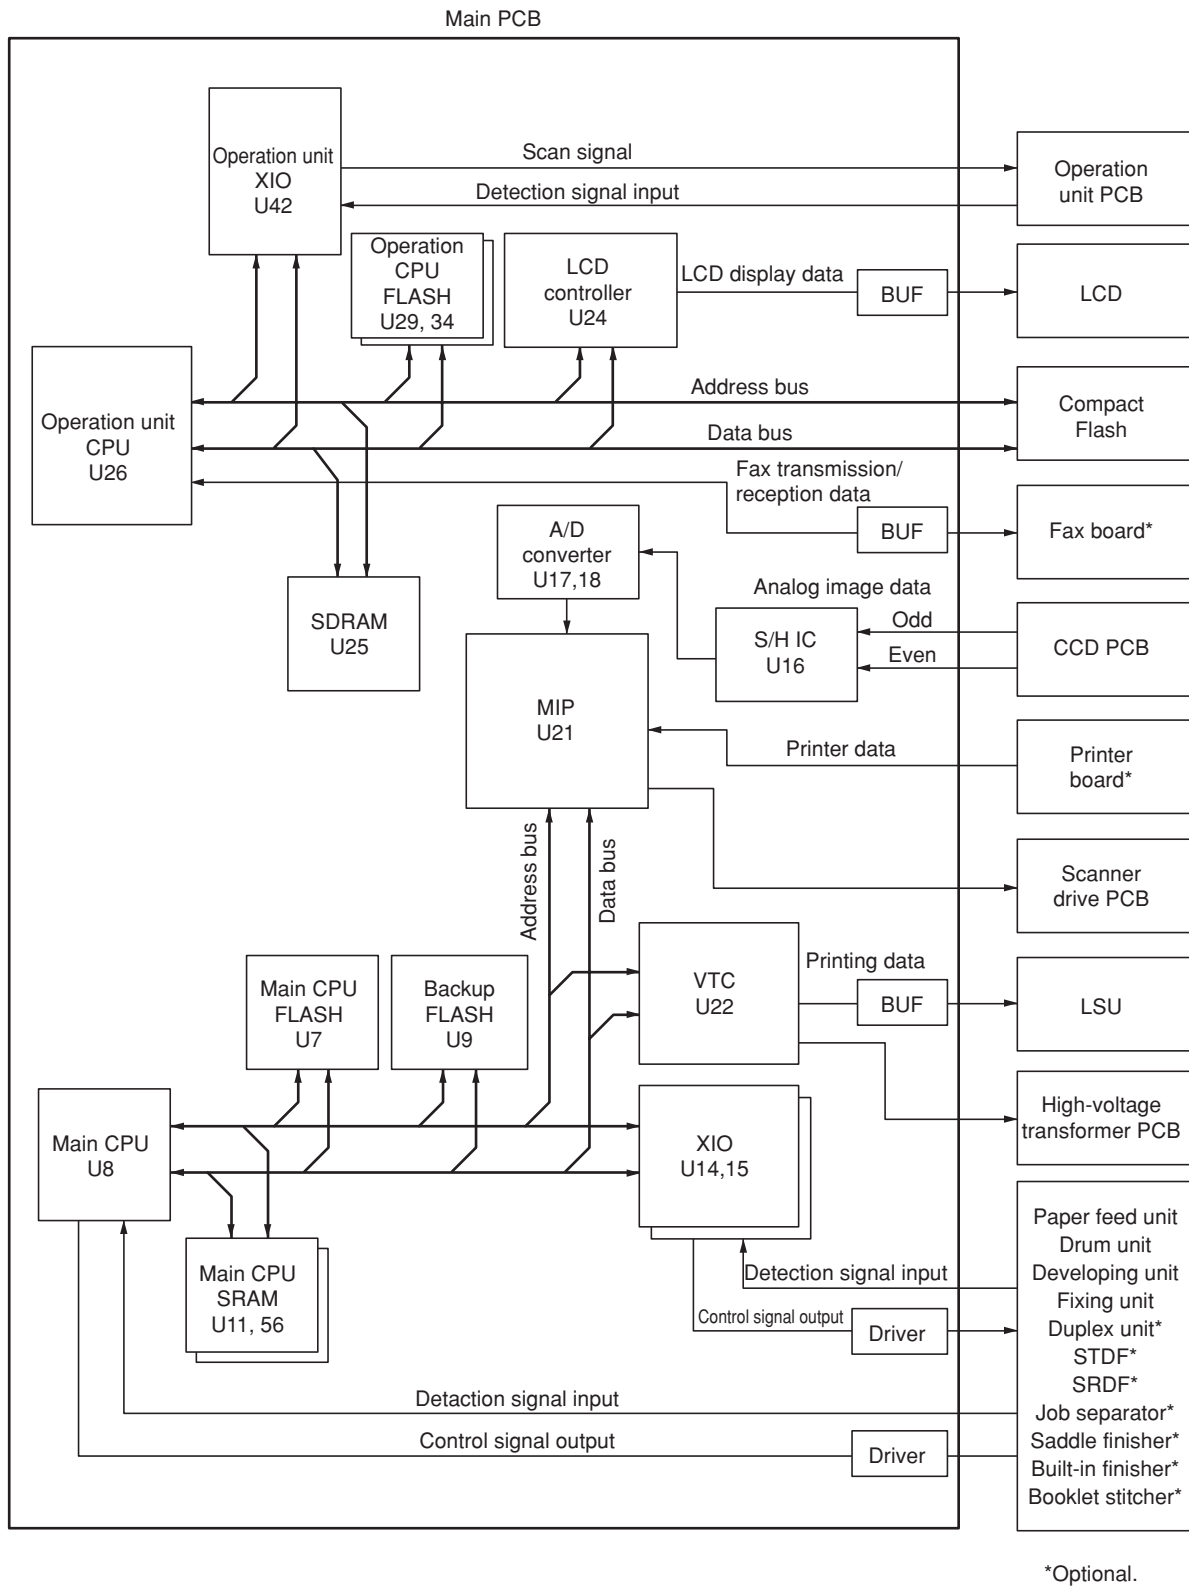 Main PCB
Operation unit
XIO
U42
Scan signal
Detection signal input
Operation
unit PCB
Operation
CPU
FLASH
U29, 34
LCD
controller
U24
LCD display data
BUF
LCD
Operation unit
CPU
U26
Address bus
Data bus
Compact
Flash
Fax transmission/
reception data
BUF
Fax board*
A/D
converter
U17,18
SDRAM
U25
Analog image data
Odd
Even
S/H IC
U16
CCD PCB
MIP
U21
Printer data
Printer
board*
Scanner
drive PCB
Address bus
Data bus
Main CPU
FLASH
U7
Backup
FLASH
U9
VTC
U22
Printing data
BUF
LSU
High-voltage
transformer PCB
Main CPU
U8
XIO
U14,15
Main CPU
SRAM
U11, 56
Detection signal input
Control signal output
Driver
Detaction signal input
Control signal output
Driver
Paper feed unit
Drum unit
Developing unit
Fixing unit
Duplex unit*
STDF*
SRDF*
Job separator*
Saddle finisher*
Built-in finisher*
Booklet stitcher*
*Optional.